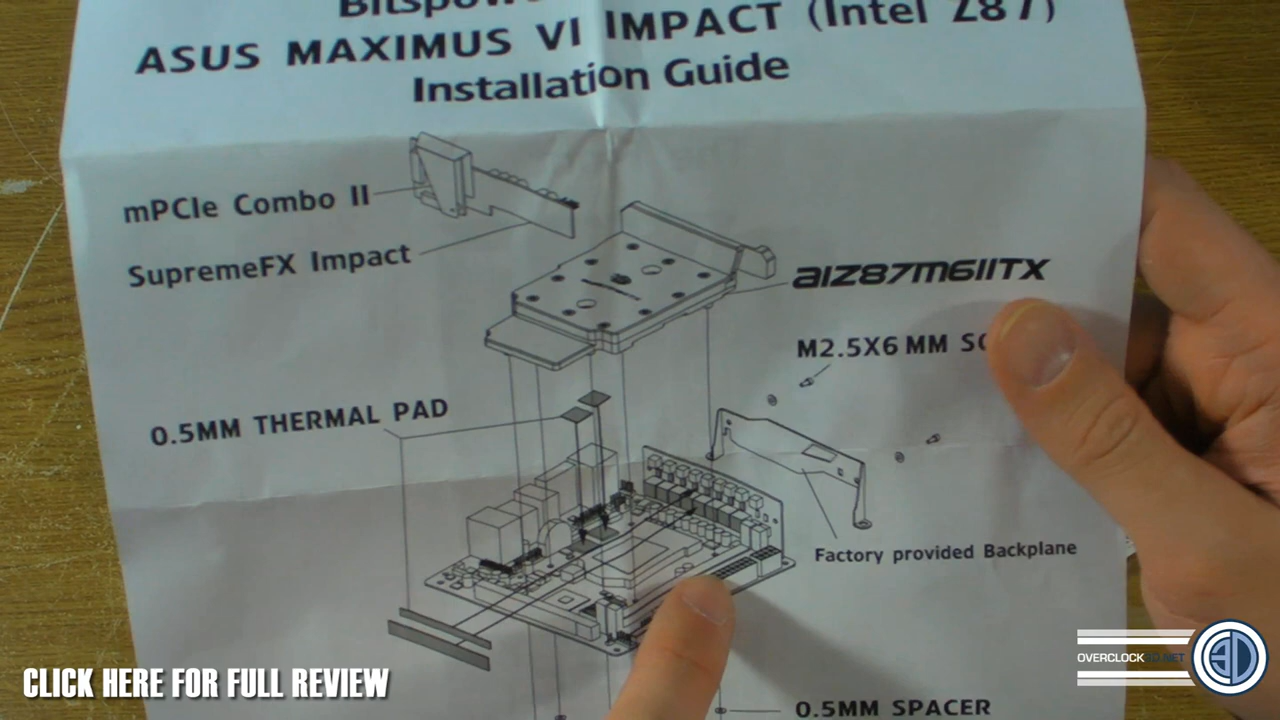 ASUS MAXIMUS VI IMPACT (Intel Z87)
Installation Guide
mPCIe Combo II
SupremeFX Impact
aIZ87M6IITX
M2.5X6 MM
0.5MM THERMAL PAD
Factory provided Backplane
0.5MM SPACER
CLICK HERE FOR FULL REVIEW
OVERCLOCK3D.NET
3D